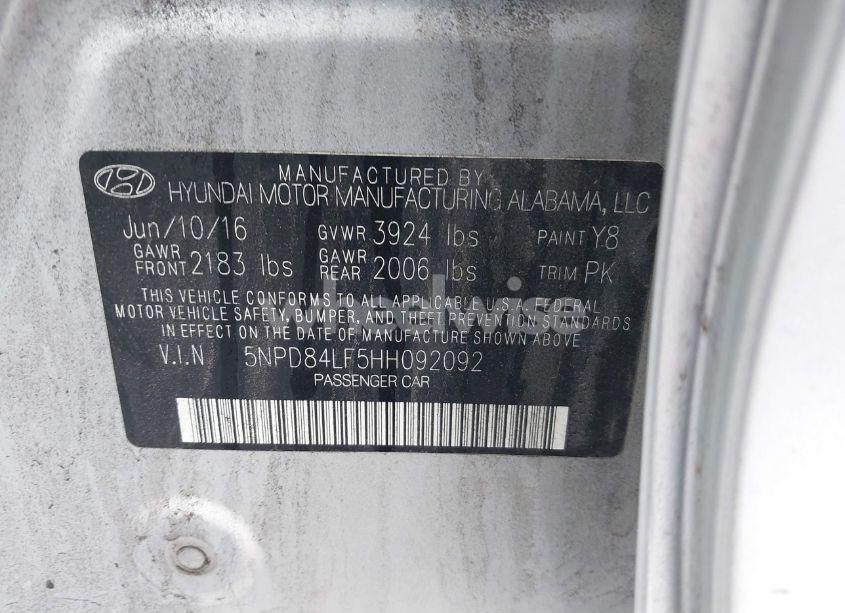 MANUFACTURED BY
HYUNDAI MOTOR MANUFACTURING ALABAMA, LLC
Jun/10/16 GVWR 3924 lbs PAINT Y8
GAWR FRONT 2183 lbs GAWR REAR 2006 lbs TRIM PK
THIS VEHICLE CONFORMS TO ALL APPLICABLE U.S.A. FEDERAL
MOTOR VEHICLE SAFETY, BUMPER, AND THEFT PREVENTION STANDARDS
IN EFFECT ON THE DATE OF MANUFACTURE SHOWN ABOVE.
V.I.N 5NPD84LF5HH092092
PASSENGER CAR